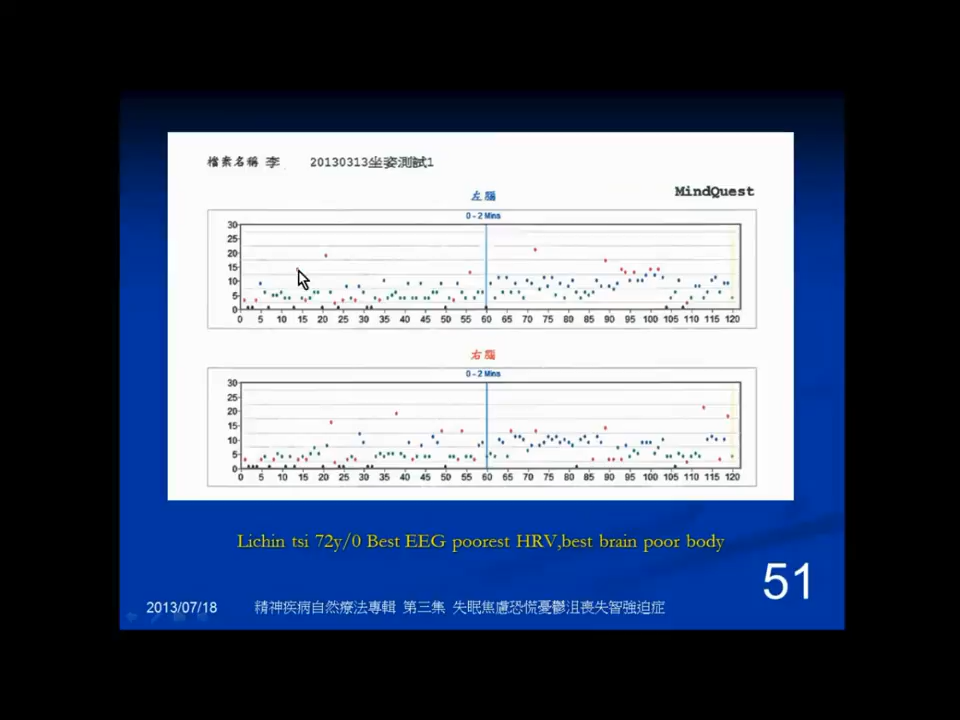 檔案名稱 李 20130313坐姿測試1
MindQuest
左腦
0 - 2 Mins
30
25
20
15
10
5
0
0 5 10 15 20 25 30 35 40 45 50 55 60 65 70 75 80 85 90 95 100 105 110 115 120
右腦
0 - 2 Mins
30
25
20
15
10
5
0
0 5 10 15 20 25 30 35 40 45 50 55 60 65 70 75 80 85 90 95 100 105 110 115 120
Lichin tsi 72y/0 Best EEG poorest HRV,best brain poor body
51
2013/07/18 精神疾病自然療法專輯 第三集 失眠焦慮恐慌憂鬱沮喪失智強迫症